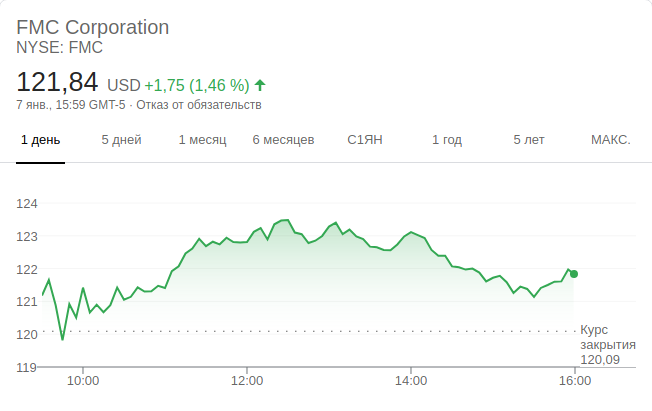 FMC Corporation
NYSE: FMC
121,84 USD +1,75 (1,46 %)
7 янв., 15:59 GMT-5 · Отказ от обязательств
1 день 5 дней 1 месяц 6 месяцев С1ЯН 1 год 5 лет МАКС.
124
123
122
121
120
119
Курс
закрытия
120,09
10:00 12:00 14:00 16:00